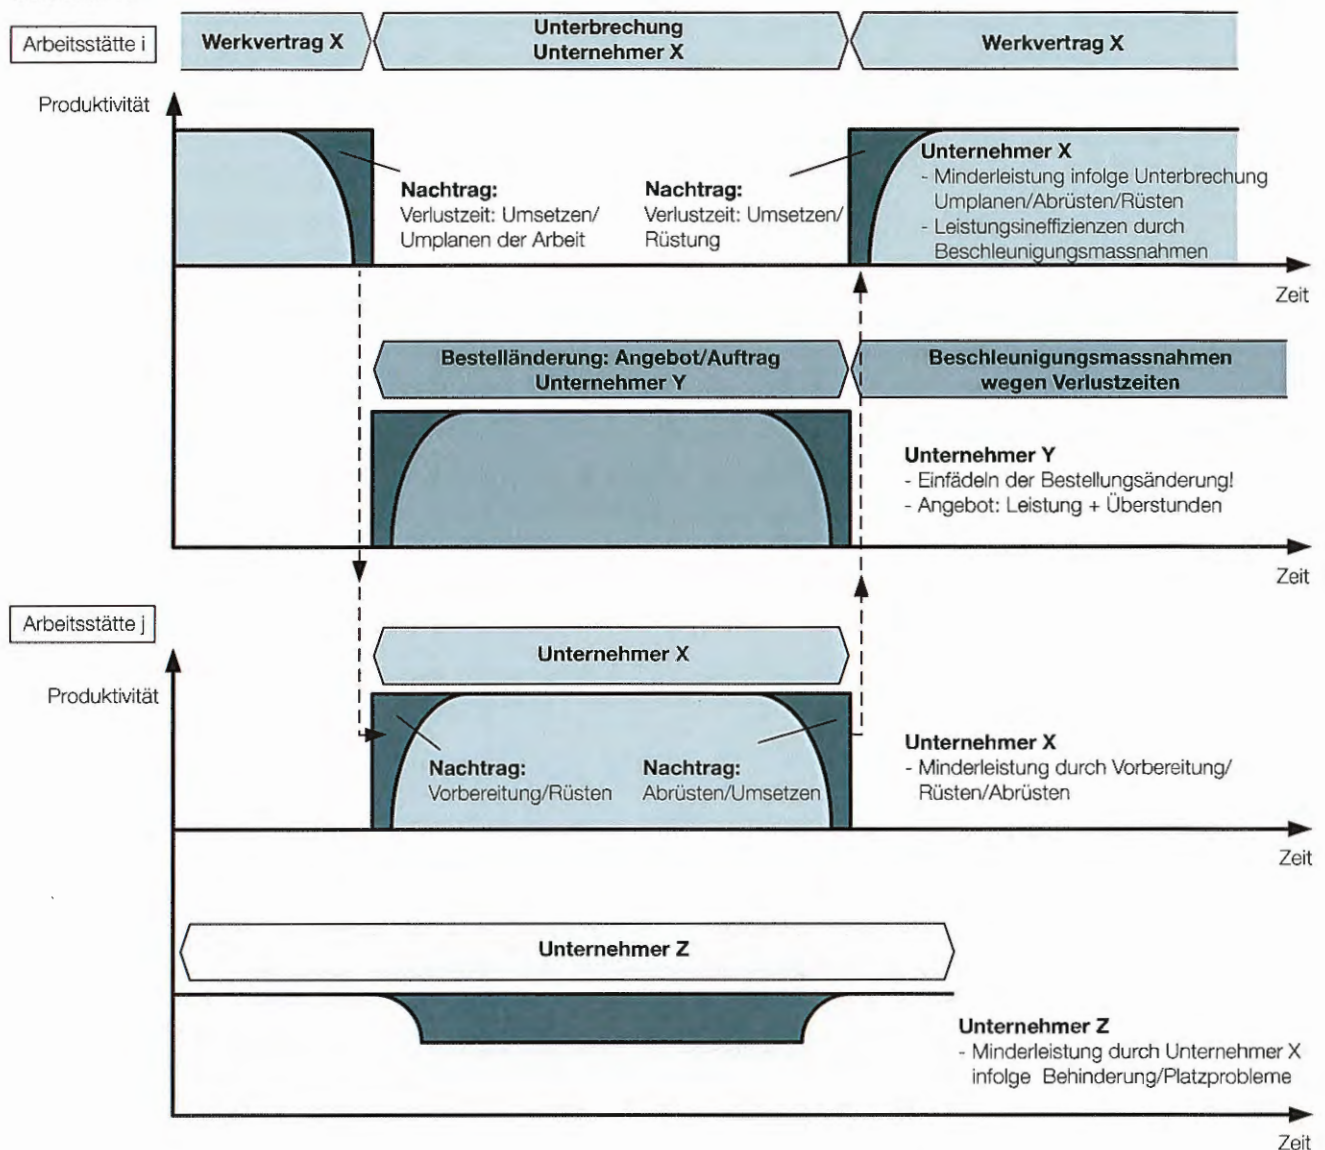 Arbeitsstätte i
Werkvertrag X
Unterbrechung
Unternehmer X
Werkvertrag X
Produktivität
Nachtrag:
Verlustzeit: Umsetzen/
Umplanen der Arbeit
Nachtrag:
Verlustzeit: Umsetzen/
Rüstung
Unternehmer X
- Minderleistung infolge Unterbrechung
Umplanen/Abrüsten/Rüsten
- Leistungsineffizienzen durch
Beschleunigungsmassnahmen
Zeit
Bestelländerung: Angebot/Auftrag
Unternehmer Y
Beschleunigungsmassnahmen
wegen Verlustzeiten
Unternehmer Y
- Einfädeln der Bestellungsänderung!
- Angebot: Leistung + Überstunden
Zeit
Arbeitsstätte j
Unternehmer X
Produktivität
Nachtrag:
Vorbereitung/Rüsten
Nachtrag:
Abrüsten/Umsetzen
Unternehmer X
- Minderleistung durch Vorbereitung/
Rüsten/Abrüsten
Zeit
Unternehmer Z
Unternehmer Z
- Minderleistung durch Unternehmer X
infolge Behinderung/Platzprobleme
Zeit